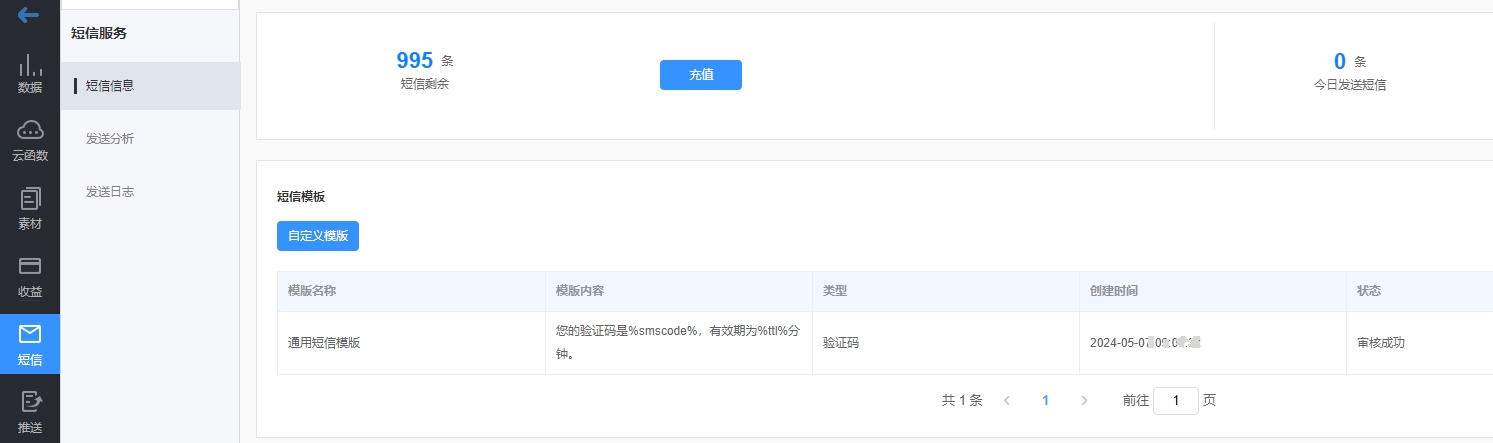 数据
云函数
素材
收益
短信
推送
短信服务
短信信息
发送分析
发送日志
995 条
短信剩余
充值
0 条
今日发送短信
短信模板
自定义模版
模版名称 模版内容 类型 创建时间 状态
通用短信模版 您的验证码是%smscode%，有效期为%ttl%分钟。 验证码 2024-05-07 审核成功
共 1 条 1 前往 1 页